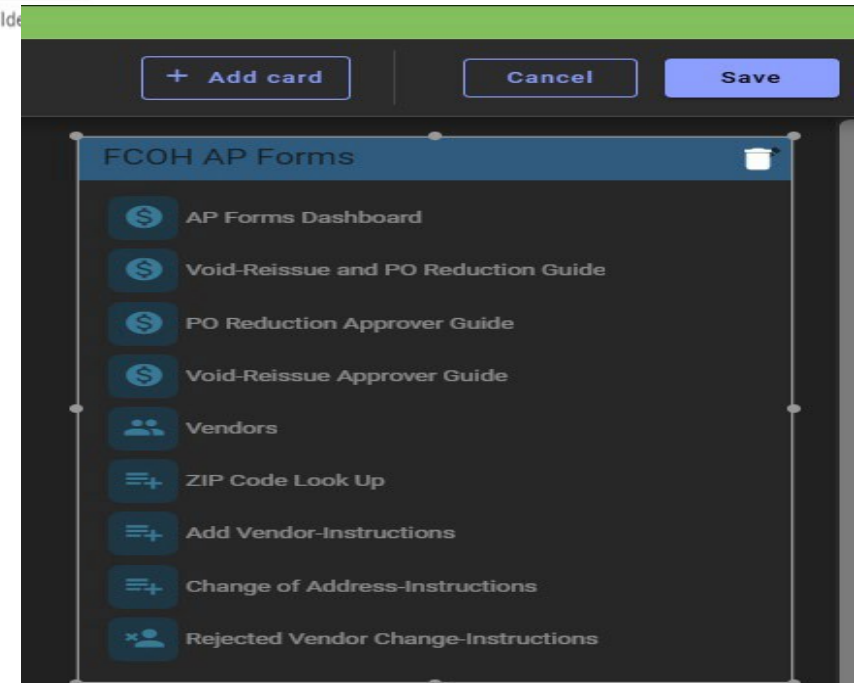 + Add card
Cancel
Save
FCOH AP Forms
AP Forms Dashboard
Void-Reissue and PO Reduction Guide
PO Reduction Approver Guide
Void-Reissue Approver Guide
Vendors
ZIP Code Look Up
Add Vendor-Instructions
Change of Address-Instructions
Rejected Vendor Change-Instructions